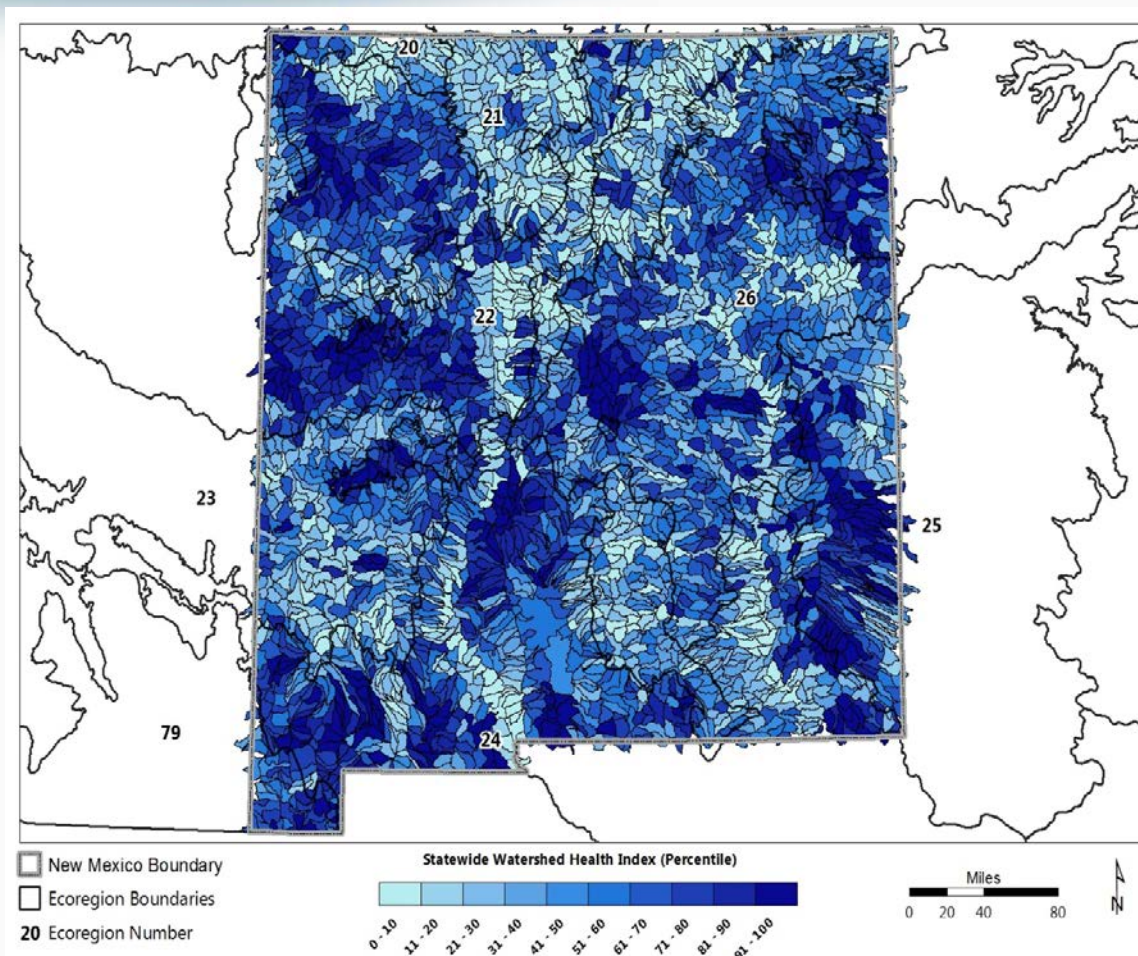 20
21
26
22
23
25
79
24
New Mexico Boundary
Ecoregion Boundaries
20 Ecoregion Number
Statewide Watershed Health Index (Percentile)
0 - 10
11 - 20
21 - 30
31 - 40
41 - 50
51 - 60
61 - 70
71 - 80
81 - 90
91 - 100
Miles
0 20 40 80
N